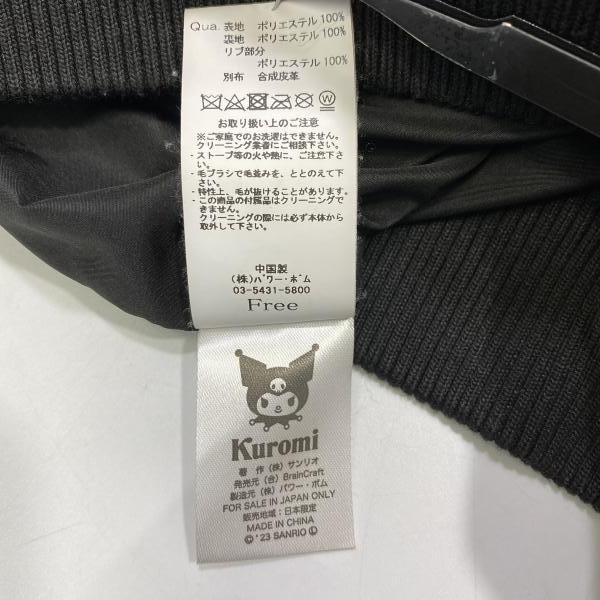 Qua. 表地 ポリエステル 100%
裏地 ポリエステル 100%
リブ部分
ポリエステル 100%
別布 合成皮革
W
お取り扱い上のご注意
※ご家庭でのお洗濯はできません。
クリーニング業者にご相談下さい。
・ストーブ等の火や熱に、ご注意下さ
い。
・毛ブラシで毛並みを、ととのえて下
さい。
・特性上、毛が抜けることがあります。
・この商品の付属品はクリーニングで
きません。
クリーニングの際には必ず本体から
取外して下さい。
中国製
(株)パワー・ボム
03-5431-5800
Free
Kuromi
著 作 (株) サンリオ
発売元 (合) BrainCraft
製造元 (株) パワー・ボム
FOR SALE IN JAPAN ONLY
販売地域: 日本限定
MADE IN CHINA
© '23 SANRIO Ⓛ